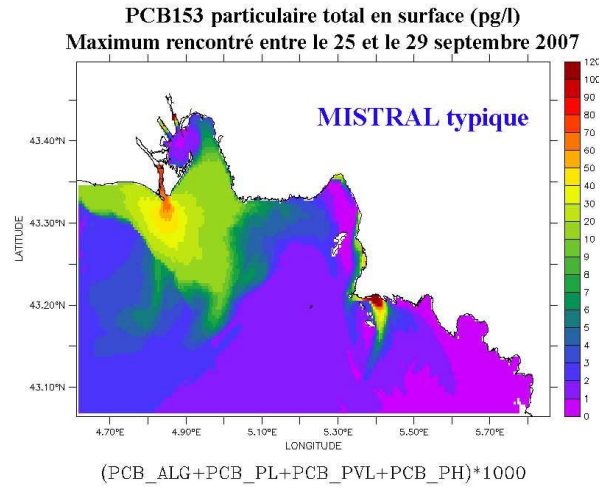 PCB153 particulaire total en surface (pg/l)
Maximum rencontré entre le 25 et le 29 septembre 2007
MISTRAL typique
120
100
90
80
70
60
50
40
30
20
10
9
8
7
6
5
4
3
2
1
0
43.40°N
43.30°N
43.20°N
43.10°N
LATITUDE
4.70°E 4.90°E 5.10°E 5.30°E 5.50°E 5.70°E
LONGITUDE
(PCB_ALG+PCB_PL+PCB_PVL+PCB_PH)*1000